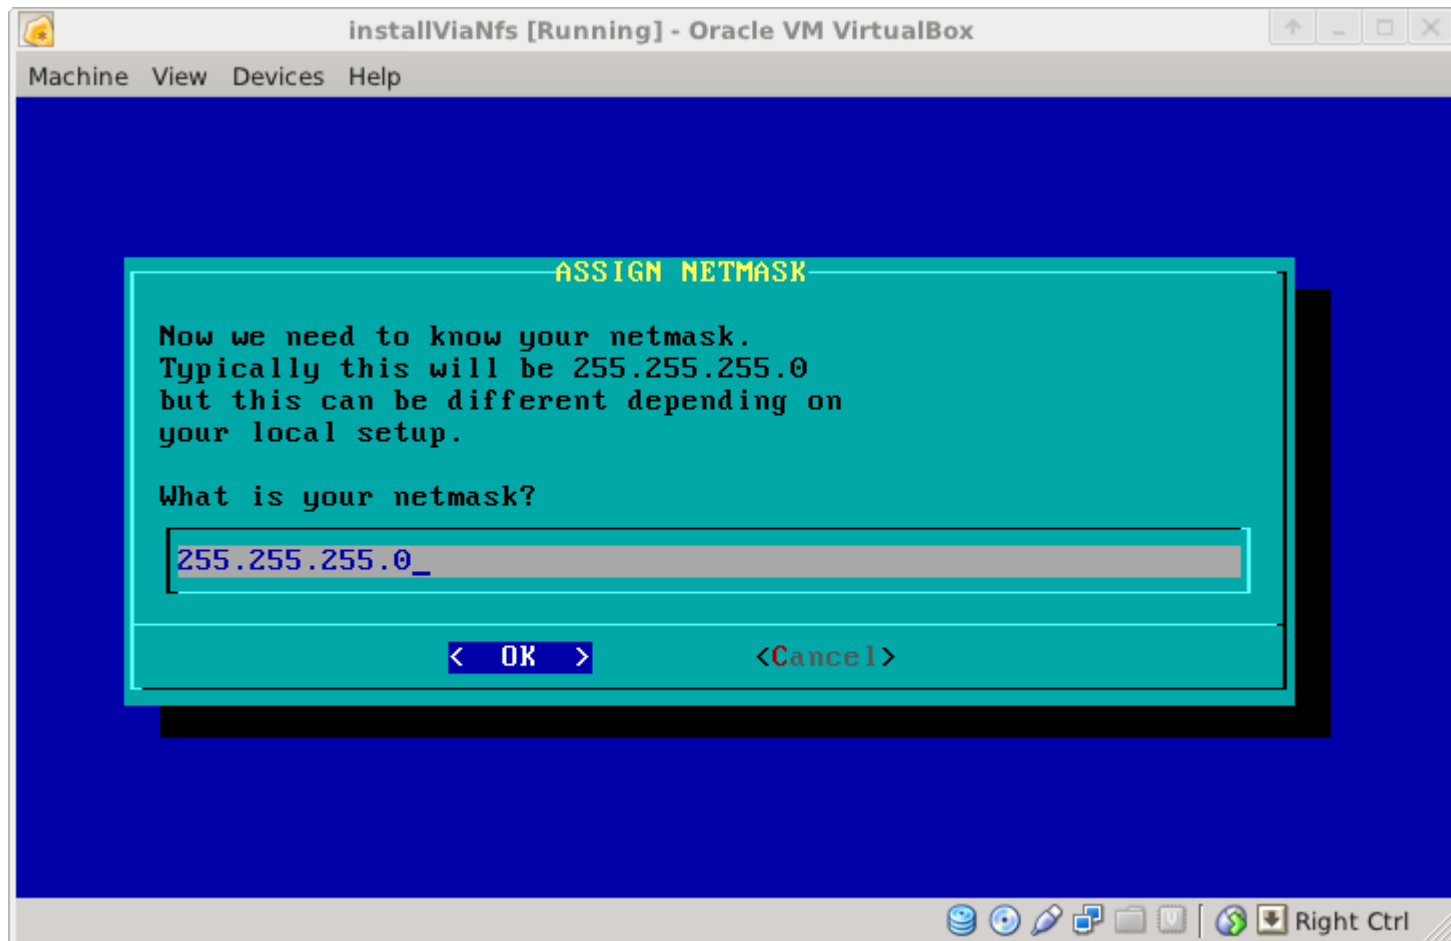 installViaNfs [Running] - Oracle VM VirtualBox
Machine View Devices Help
ASSIGN NETMASK
Now we need to know your netmask.
Typically this will be 255.255.255.0
but this can be different depending on
your local setup.
What is your netmask?
255.255.255.0_
< OK > <Cancel>
Right Ctrl